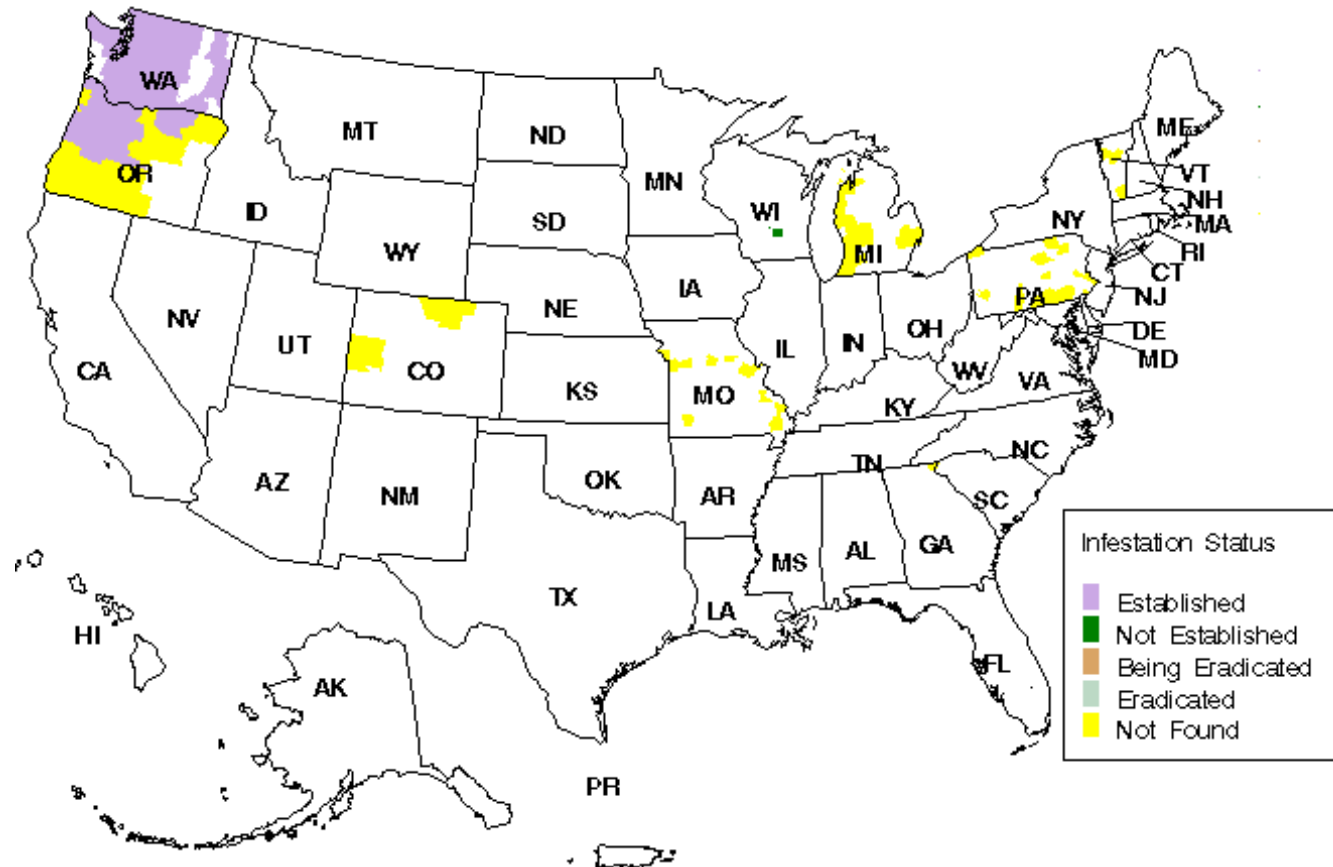 WA
MT
ND
ME
OR
MN
VT
ID
SD
WI
NH
NY
MA
WY
MI
RI
CT
IA
PA
NJ
NE
NV
OH
UT
IL
IN
DE
CA
CO
WV
MD
KS
MO
VA
KY
NC
TN
AZ
OK
NM
AR
SC
MS
AL
GA
TX
LA
HI
FL
AK
PR
Infestation Status
Established
Not Established
Being Eradicated
Eradicated
Not Found